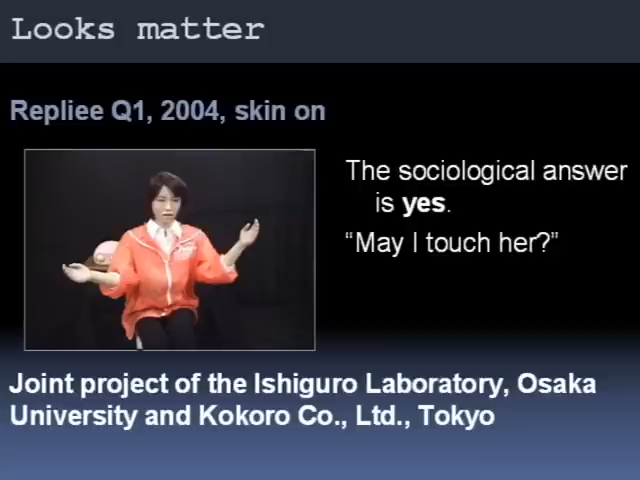 Looks matter
Repliee Q1, 2004, skin on
The sociological answer
is yes.
“May I touch her?”
Joint project of the Ishiguro Laboratory, Osaka
University and Kokoro Co., Ltd., Tokyo